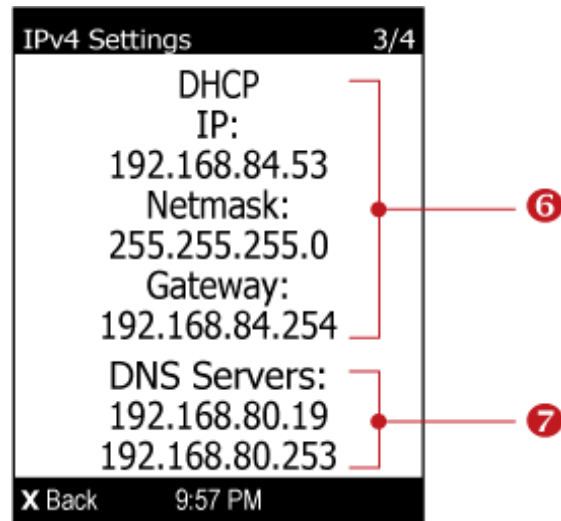 IPv4 Settings 3/4
DHCP
IP:
192.168.84.53
Netmask:
255.255.255.0
Gateway:
192.168.84.254
6
DNS Servers:
192.168.80.19
192.168.80.253
7
X Back 9:57 PM